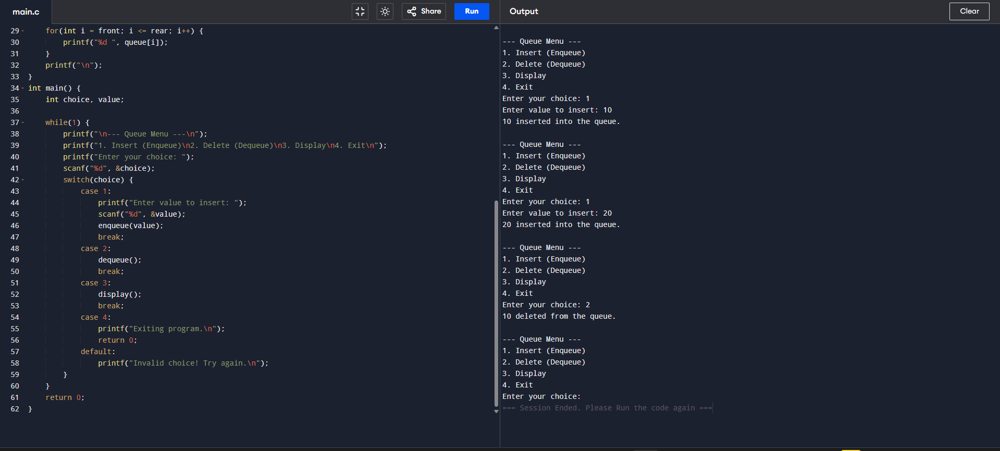 main.c
Share
Run
29 for(int i = front; i <= rear; i++) {
30 printf("%d ", queue[i]);
31 }
32 printf("\n");
33 }
34 int main() {
35 int choice, value;
36
37 while(1) {
38 printf("\n--- Queue Menu ---\n");
39 printf("1. Insert (Enqueue)\n2. Delete (Dequeue)\n3. Display\n4. Exit\n");
40 printf("Enter your choice: ");
41 scanf("%d", &choice);
42 switch(choice) {
43 case 1:
44 printf("Enter value to insert: ");
45 scanf("%d", &value);
46 enqueue(value);
47 break;
48 case 2:
49 dequeue();
50 break;
51 case 3:
52 display();
53 break;
54 case 4:
55 printf("Exiting program.\n");
56 return 0;
57 default:
58 printf("Invalid choice! Try again.\n");
59 }
60 }
61 return 0;
62 }
Output
Clear
--- Queue Menu ---
1. Insert (Enqueue)
2. Delete (Dequeue)
3. Display
4. Exit
Enter your choice: 1
Enter value to insert: 10
10 inserted into the queue.
--- Queue Menu ---
1. Insert (Enqueue)
2. Delete (Dequeue)
3. Display
4. Exit
Enter your choice: 1
Enter value to insert: 20
20 inserted into the queue.
--- Queue Menu ---
1. Insert (Enqueue)
2. Delete (Dequeue)
3. Display
4. Exit
Enter your choice: 2
10 deleted from the queue.
--- Queue Menu ---
1. Insert (Enqueue)
2. Delete (Dequeue)
3. Display
4. Exit
Enter your choice:
=== Session Ended. Please Run the code again ===